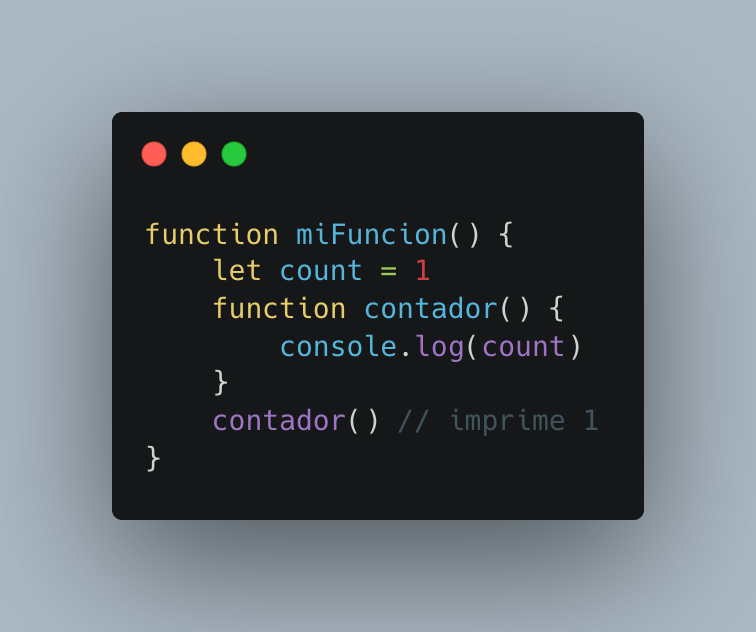 function miFuncion() {
    let count = 1
    function contador() {
        console.log(count)
    }
    contador() // imprime 1
}